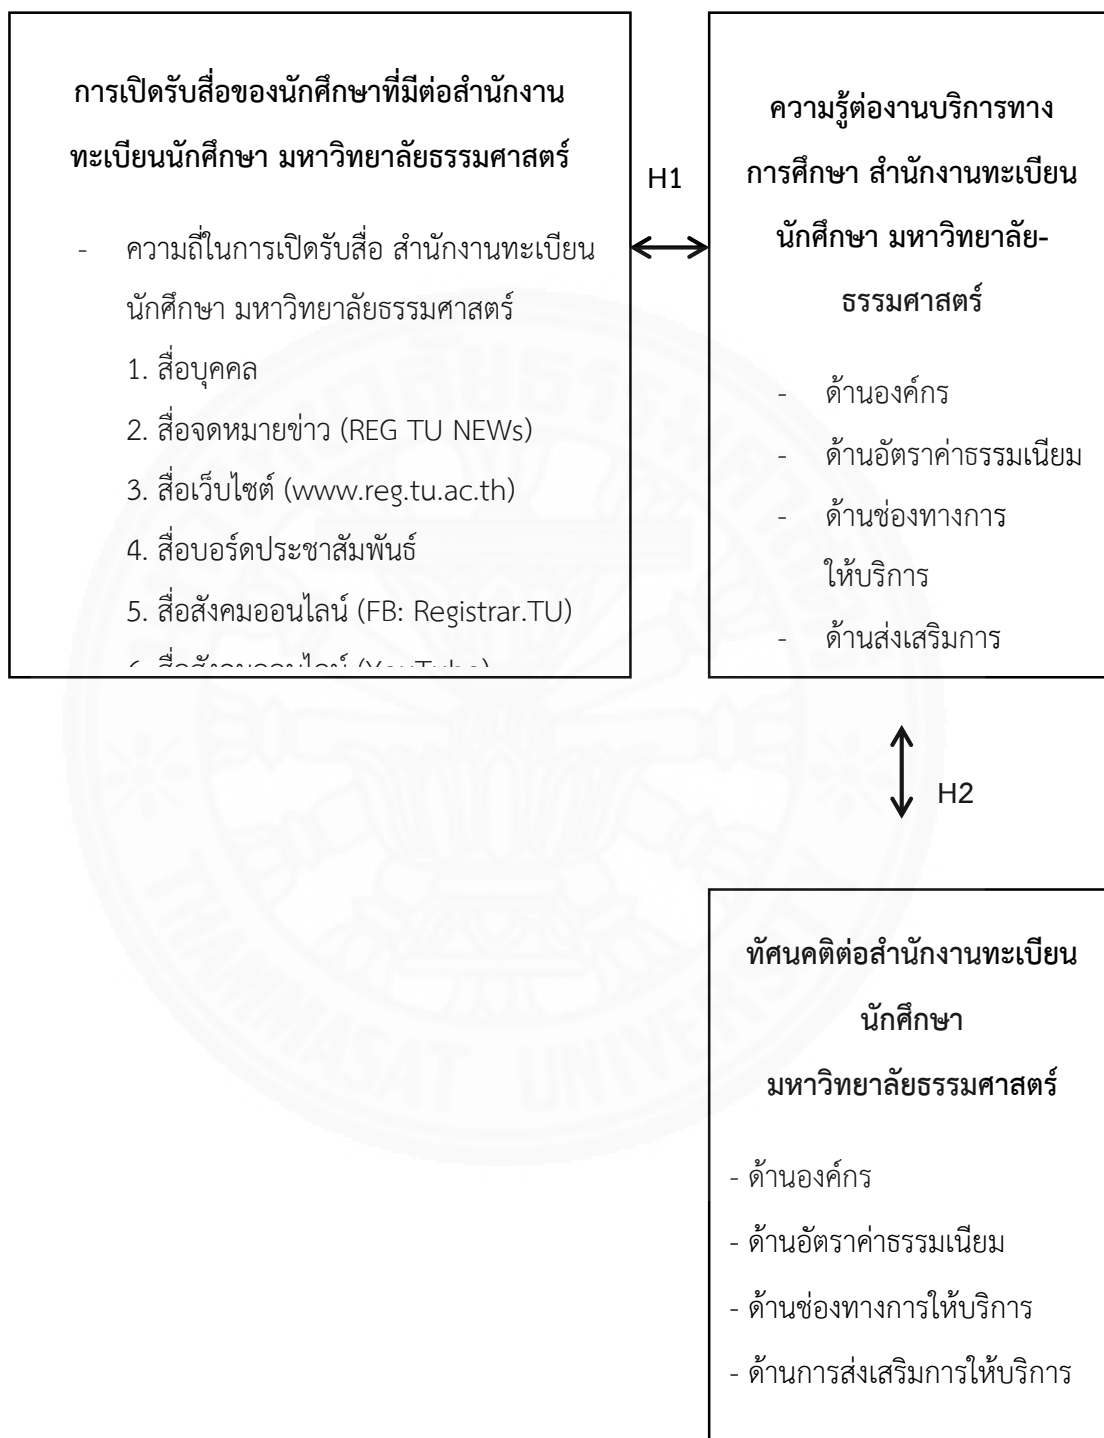 การเปิดรับสื่อของนักศึกษาที่มีต่อสำนักงาน
ทะเบียนนักศึกษา มหาวิทยาลัยธรรมศาสตร์
- ความถี่ในการเปิดรับสื่อ สำนักงานทะเบียน
นักศึกษา มหาวิทยาลัยธรรมศาสตร์
1. สื่อบุคคล
2. สื่อจดหมายข่าว (REG TU NEWs)
3. สื่อเว็บไซต์ (www.reg.tu.ac.th)
4. สื่อบอร์ดประชาสัมพันธ์
5. สื่อสังคมออนไลน์ (FB: Registrar.TU)
6. สื่อสังคมออนไลน์ (YouTube)
H1
ความรู้ต่องานบริการทาง
การศึกษา สำนักงานทะเบียน
นักศึกษา มหาวิทยาลัย-
ธรรมศาสตร์
- ด้านองค์กร
- ด้านอัตราค่าธรรมเนียม
- ด้านช่องทางการ
ให้บริการ
- ด้านส่งเสริมการ
H2
ทัศนคติต่อสำนักงานทะเบียน
นักศึกษา
มหาวิทยาลัยธรรมศาสตร์
- ด้านองค์กร
- ด้านอัตราค่าธรรมเนียม
- ด้านช่องทางการให้บริการ
- ด้านการส่งเสริมการให้บริการ
THAMMASAT UNIVERSITY